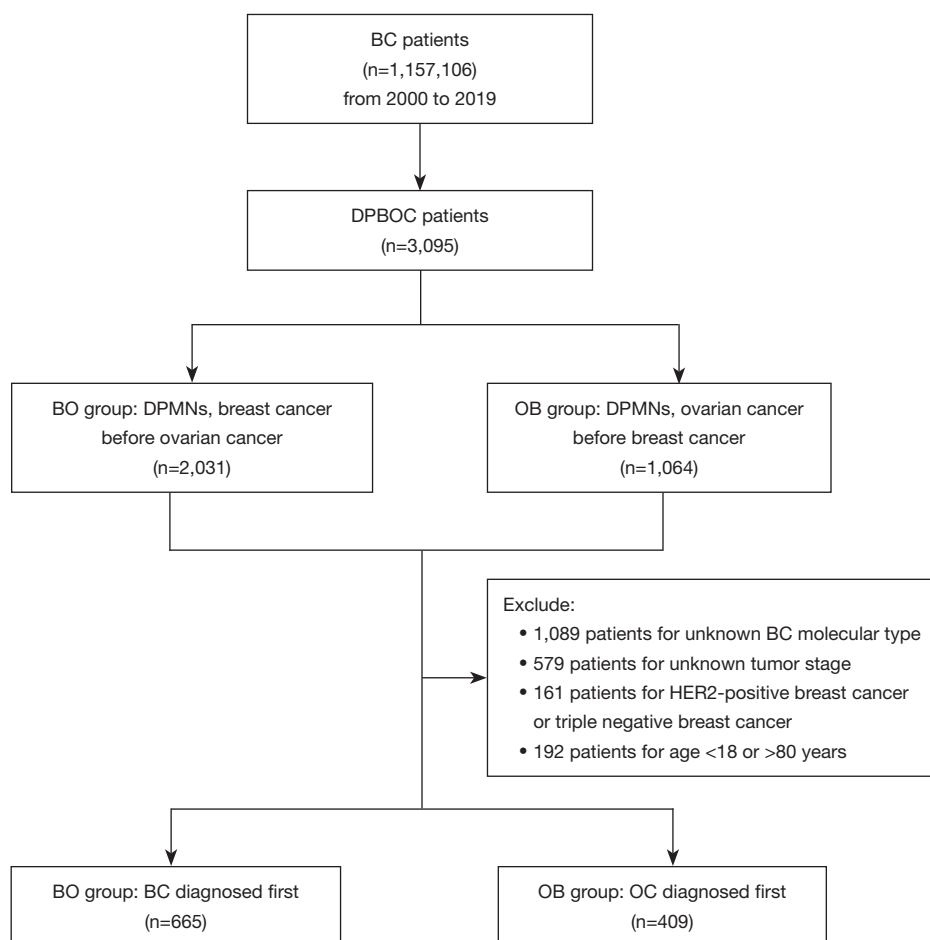 BC patients
(n=1,157,106)
from 2000 to 2019
DPBOC patients
(n=3,095)
BO group: DPMNs, breast cancer
before ovarian cancer
(n=2,031)
OB group: DPMNs, ovarian cancer
before breast cancer
(n=1,064)
Exclude:
• 1,089 patients for unknown BC molecular type
• 579 patients for unknown tumor stage
• 161 patients for HER2-positive breast cancer
or triple negative breast cancer
• 192 patients for age <18 or >80 years
BO group: BC diagnosed first
(n=665)
OB group: OC diagnosed first
(n=409)